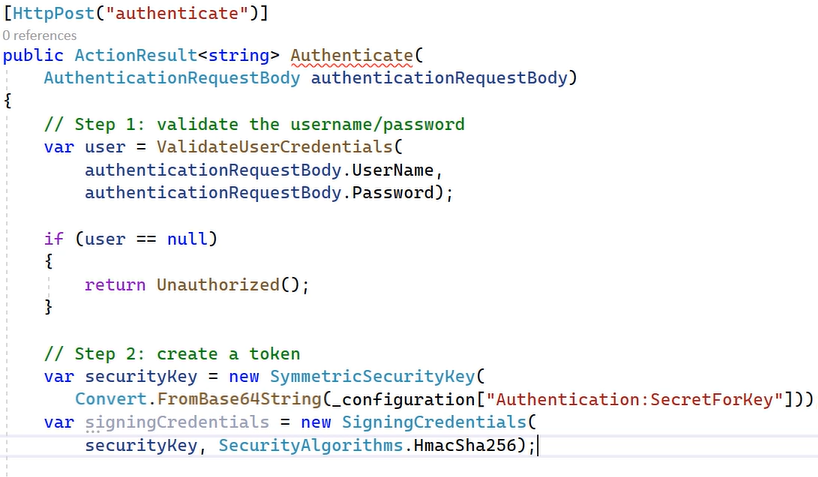 [HttpPost("authenticate")]
0 references
public ActionResult<string> Authenticate(
    AuthenticationRequestBody authenticationRequestBody)
{
    // Step 1: validate the username/password
    var user = ValidateUserCredentials(
        authenticationRequestBody.UserName,
        authenticationRequestBody.Password);

    if (user == null)
    {
        return Unauthorized();
    }

    // Step 2: create a token
    var securityKey = new SymmetricSecurityKey(
       Convert.FromBase64String(_configuration["Authentication:SecretForKey"]))
    var signingCredentials = new SigningCredentials(
        securityKey, SecurityAlgorithms.HmacSha256);